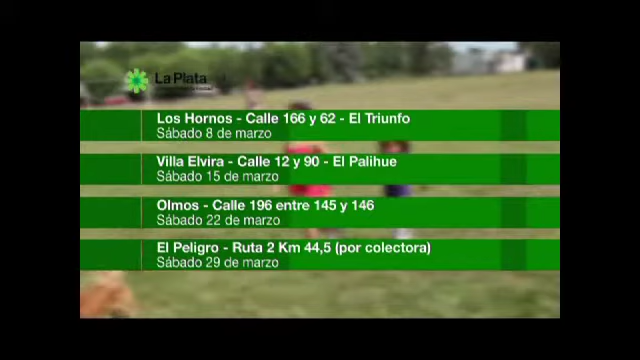 La Plata
Los Hornos - Calle 166 y 62 - El Triunfo
Sábado 8 de marzo
Villa Elvira - Calle 12 y 90 - El Palihue
Sábado 15 de marzo
Olmos - Calle 196 entre 145 y 146
Sábado 22 de marzo
El Peligro - Ruta 2 Km 44,5 (por colectora)
Sábado 29 de marzo